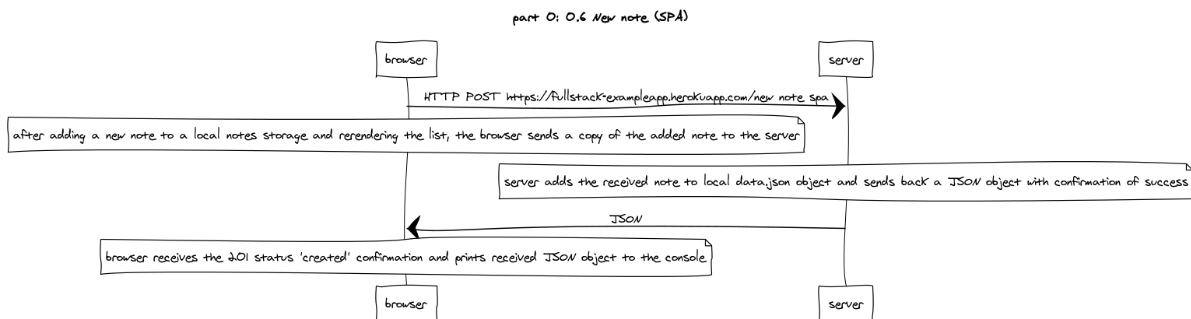 part 0: 0.6 New note (SPA)
browser
server
HTTP POST https://fullstack-exampleapp.herokuapp.com/new note spa
after adding a new note to a local notes storage and rerendering the list, the browser sends a copy of the added note to the server
server adds the received note to local data.json object and sends back a JSON object with confirmation of success
JSON
browser receives the 201 status 'created' confirmation and prints received JSON object to the console
browser
server